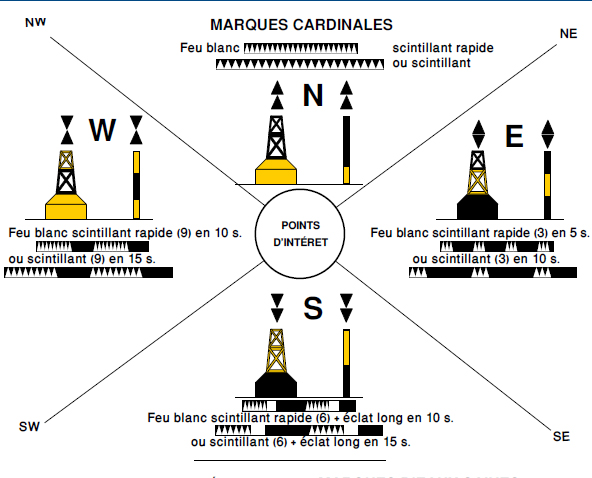 NW
MARQUES CARDINALES
NE
Feu blanc scintillant rapide
ou scintillant
N
W
E
Feu blanc scintillant rapide (9) en 10 s.
ou scintillant (9) en 15 s.
POINTS
D'INTÉRET
Feu blanc scintillant rapide (3) en 5 s.
ou scintillant (3) en 10 s.
S
SW
SE
Feu blanc scintillant rapide (6) + éclat long en 10 s.
ou scintillant (6) + éclat long en 15 s.